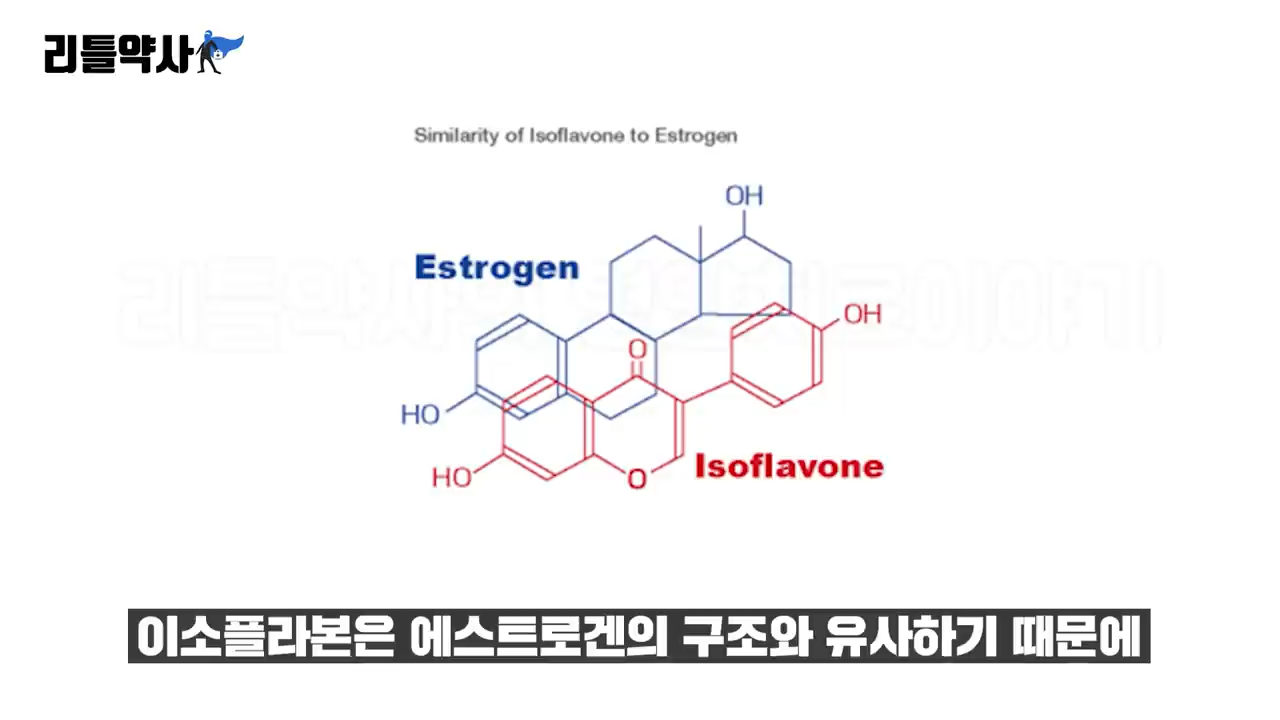 리틀약사
Similarity of Isoflavone to Estrogen
OH
Estrogen
OH
O
HO
HO
O
Isoflavone
이소플라본은 에스트로겐의 구조와 유사하기 때문에